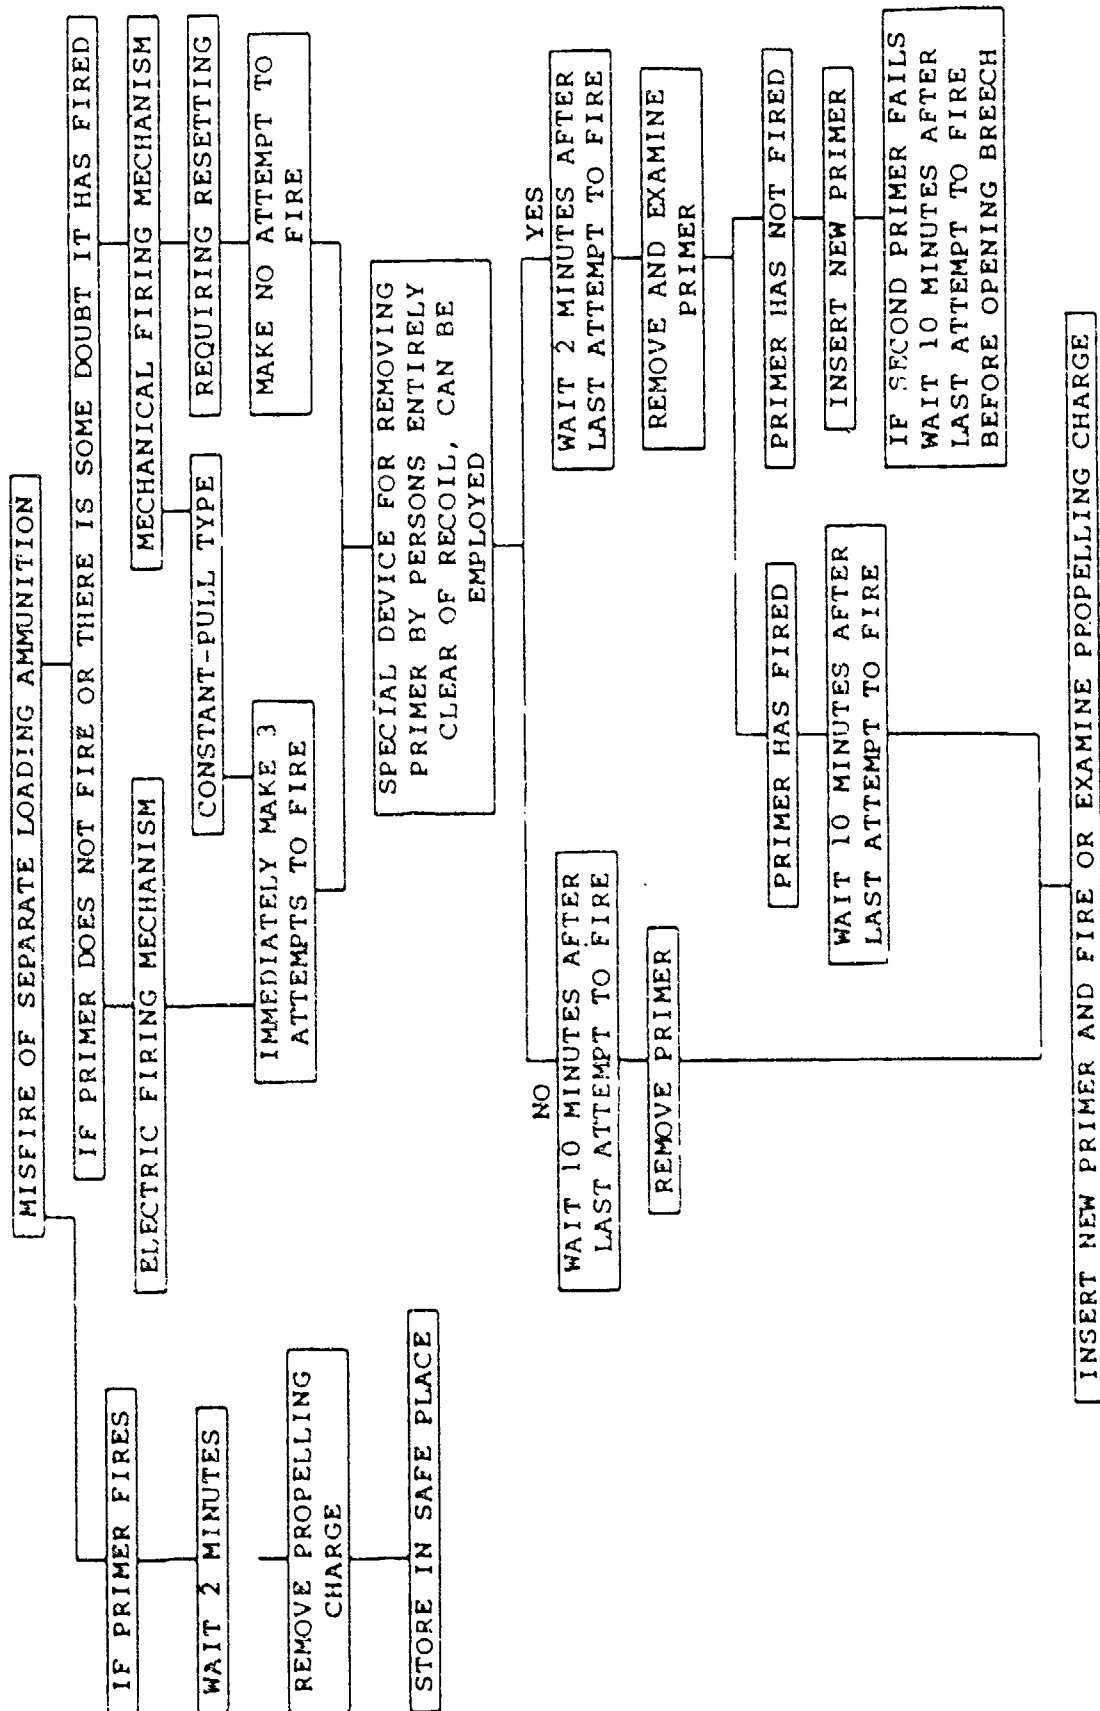 MISFIRE OF SEPARATE LOADING AMMUNITION
IF PRIMER FIRES
WAIT 2 MINUTES
REMOVE PROPELLING
CHARGE
STORE IN SAFE PLACE
IF PRIMER DOES NOT FIRE OR THERE IS SOME DOUBT IT HAS FIRED
ELECTRIC FIRING MECHANISM
MECHANICAL FIRING MECHANISM
CONSTANT-PULL TYPE
REQUIRING RESETTING
IMMEDIATELY MAKE 3
ATTEMPTS TO FIRE
MAKE NO ATTEMPT TO
FIRE
SPECIAL DEVICE FOR REMOVING
PRIMER BY PERSONS ENTIRELY
CLEAR OF RECOIL, CAN BE
EMPLOYED
NO
WAIT 10 MINUTES AFTER
LAST ATTEMPT TO FIRE
REMOVE PRIMER
YES
WAIT 2 MINUTES AFTER
LAST ATTEMPT TO FIRE
REMOVE AND EXAMINE
PRIMER
PRIMER HAS FIRED
WAIT 10 MINUTES AFTER
LAST ATTEMPT TO FIRE
PRIMER HAS NOT FIRED
INSERT NEW PRIMER
IF SECOND PRIMER FAILS
WAIT 10 MINUTES AFTER
LAST ATTEMPT TO FIRE
BEFORE OPENING BREECH
INSERT NEW PRIMER AND FIRE OR EXAMINE PROPELLING CHARGE